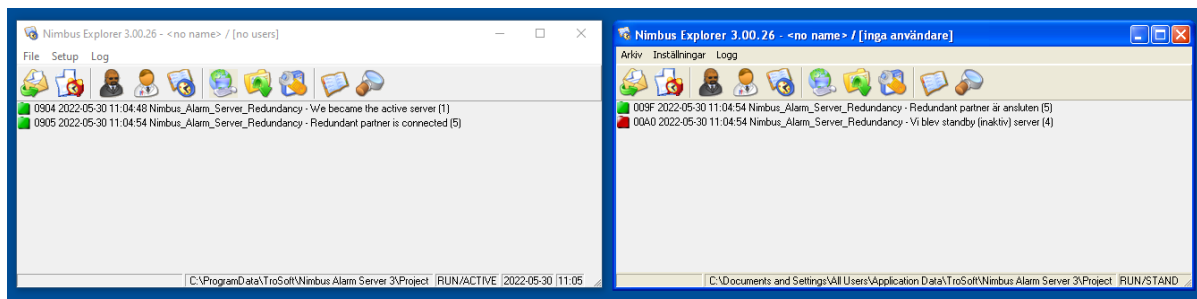 Nimbus Explorer 3.00.26 - <no name> / [no users]
File Setup Log
0904 2022-05-30 11:04:48 Nimbus_Alarm_Server_Redundancy - We became the active server (1)
0905 2022-05-30 11:04:54 Nimbus_Alarm_Server_Redundancy - Redundant partner is connected (5)
C:\ProgramData\TroSoft\Nimbus Alarm Server 3\Project RUN/ACTIVE 2022-05-30 11:05
Nimbus Explorer 3.00.26 - <no name> / [inga användare]
Arkiv Inställningar Logg
009F 2022-05-30 11:04:54 Nimbus_Alarm_Server_Redundancy - Redundant partner är ansluten (5)
00A0 2022-05-30 11:04:54 Nimbus_Alarm_Server_Redundancy - Vi blev standby (inaktiv) server (4)
C:\Documents and Settings\All Users\Application Data\TroSoft\Nimbus Alarm Server 3\Project RUN/STAND